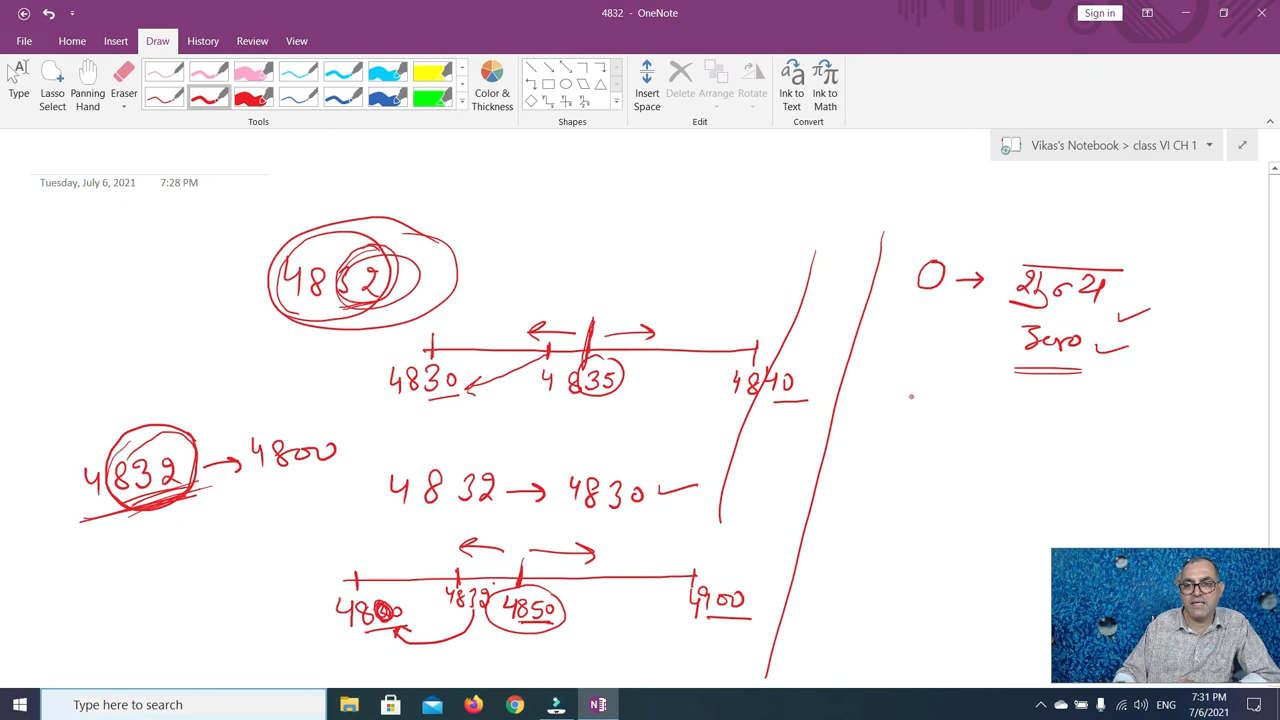 4832 - OneNote
Sign in
File Home Insert Draw History Review View
Type
Lasso Select
Panning Hand
Eraser
Color & Thickness
Insert Space
Delete
Arrange
Rotate
Ink to Text
Ink to Math
Tools
Shapes
Edit
Convert
Vikas's Notebook > class VI CH 1
Tuesday, July 6, 2021 7:28 PM
4832
0 → शून्य
Zero
4830 4835 4840
4832 → 4800
4832 → 4830
4800 4832 4850 4900
Type here to search
ENG
7:31 PM
7/6/2021